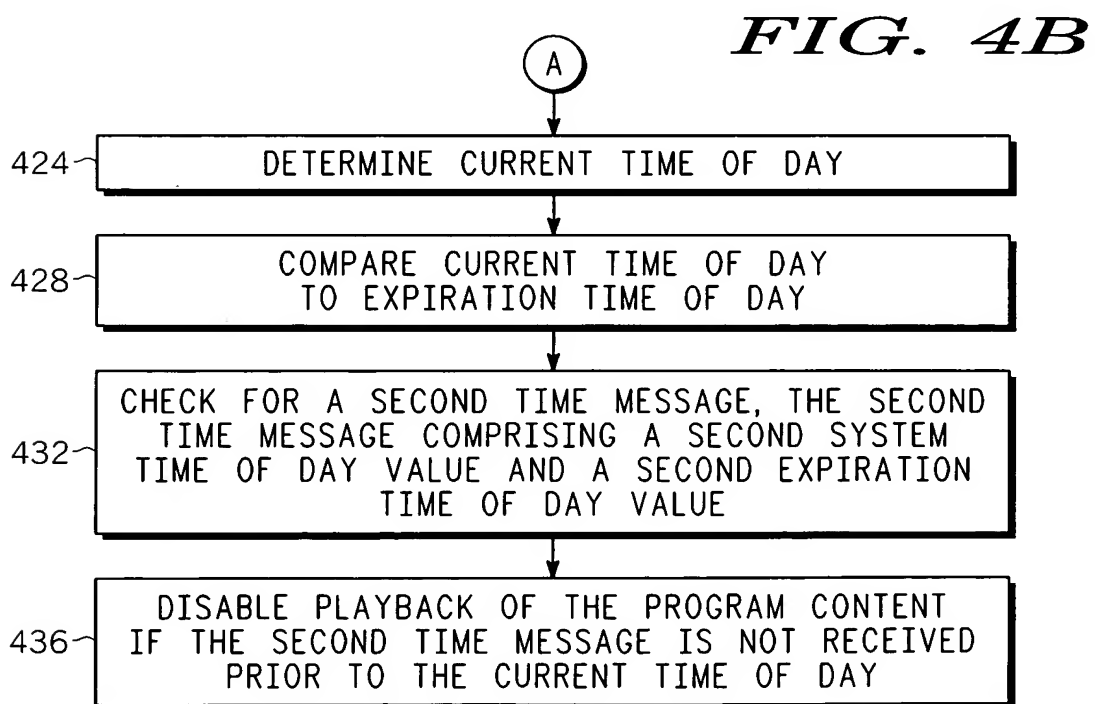 FIG. 4B
A
424
DETERMINE CURRENT TIME OF DAY
428
COMPARE CURRENT TIME OF DAY
TO EXPIRATION TIME OF DAY
432
CHECK FOR A SECOND TIME MESSAGE, THE SECOND
TIME MESSAGE COMPRISING A SECOND SYSTEM
TIME OF DAY VALUE AND A SECOND EXPIRATION
TIME OF DAY VALUE
436
DISABLE PLAYBACK OF THE PROGRAM CONTENT
IF THE SECOND TIME MESSAGE IS NOT RECEIVED
PRIOR TO THE CURRENT TIME OF DAY